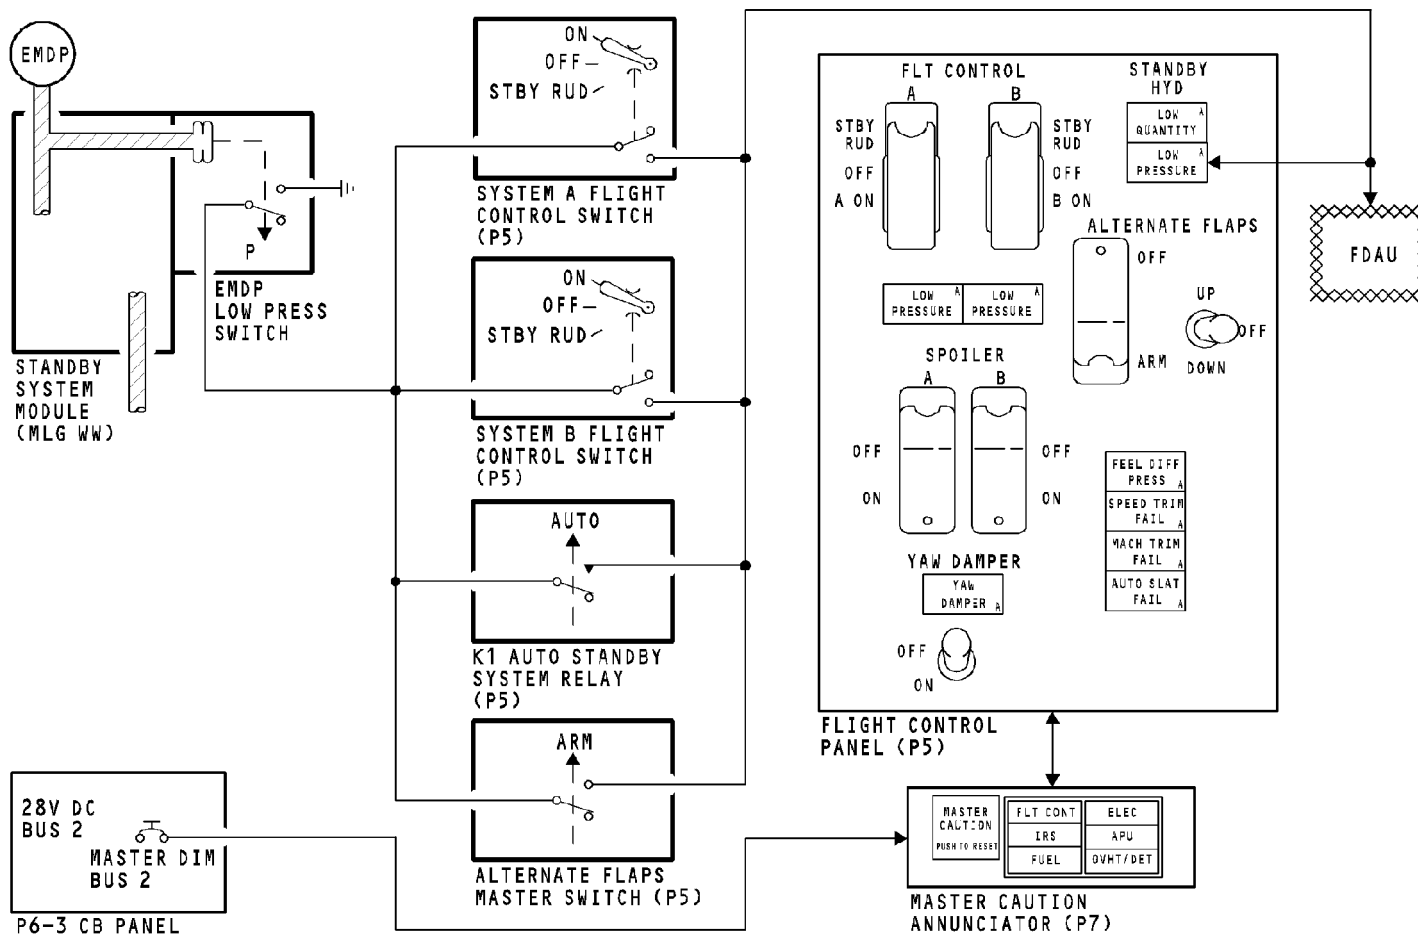 EMDP
P
EMDP
LOW PRESS
SWITCH
STANDBY
SYSTEM
MODULE
(MLG WW)
28V DC
BUS 2
MASTER DIM
BUS 2
P6-3 CB PANEL
ON
OFF
STBY RUD
SYSTEM A FLIGHT
CONTROL SWITCH
(P5)
ON
OFF
STBY RUD
SYSTEM B FLIGHT
CONTROL SWITCH
(P5)
AUTO
K1 AUTO STANDBY
SYSTEM RELAY
(P5)
ARM
ALTERNATE FLAPS
MASTER SWITCH (P5)
FLT CONTROL
A B
STBY
RUD
OFF
A ON
STBY
RUD
OFF
B ON
STANDBY
HYD
LOW A
QUANTITY
LOW A
PRESSURE
ALTERNATE FLAPS
OFF
ARM
UP
OFF
DOWN
LOW A
PRESSURE
LOW A
PRESSURE
SPOILER
A B
OFF OFF
ON ON
FEEL DIFF
PRESS A
SPEED TRIM
FAIL A
MACH TRIM
FAIL A
AUTO SLAT
FAIL A
YAW DAMPER
YAW
DAMPER A
OFF
ON
FLIGHT CONTROL
PANEL (P5)
FDAU
MASTER
CAUTION
PUSH TO RESET
FLT CONT ELEC
IRS APU
FUEL OVHT/DET
MASTER CAUTION
ANNUNCIATOR (P7)